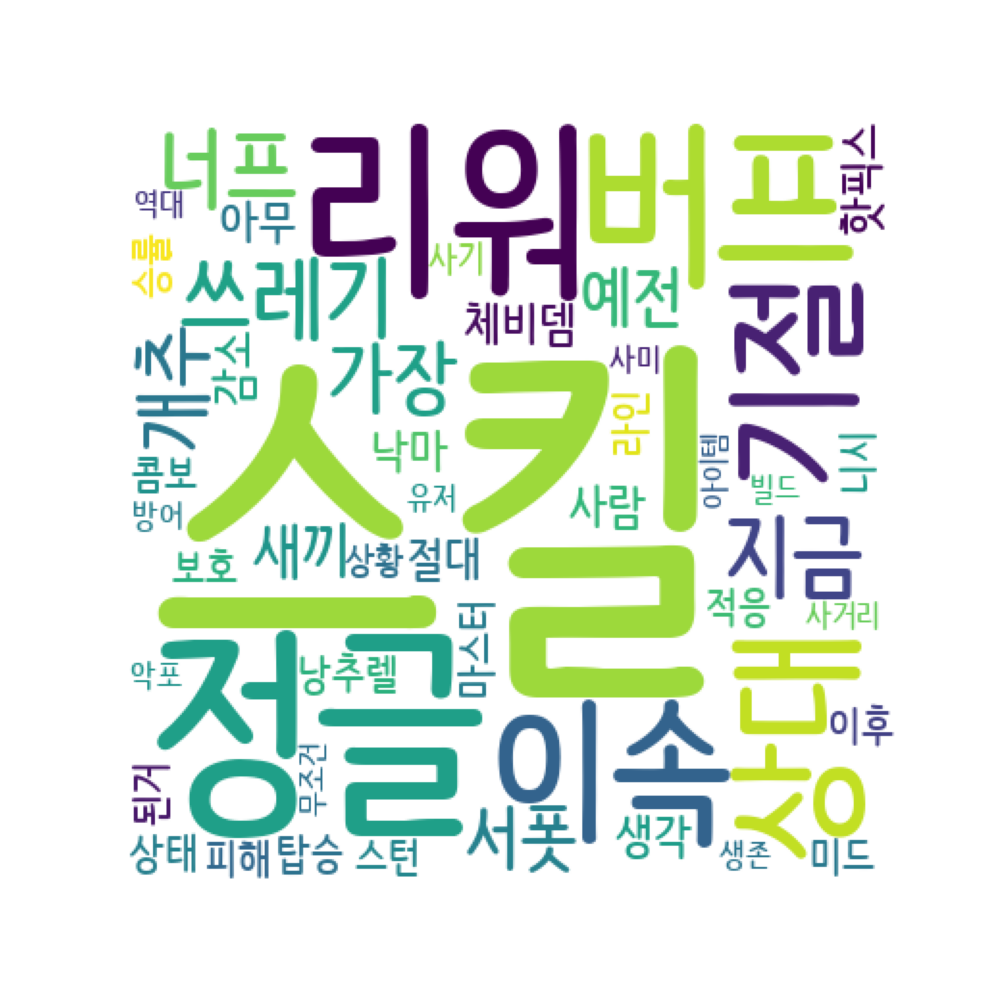 너프
리워
버프
핫픽스
역대
아무
승률
쓰레기
사기
체비뎀
예전
기절
개추
감소
가장
사미
스킬
라인
낙마
콤보
유저
사람
아이템
빌드
니시
방어
보호
새끼
상황
절대
지금
적응
사거리
정글
낭추렐
마스터
이속
상대
악포
무조건
이후
된거
서폿
생각
상태
피해
탑승
스턴
생존
미드